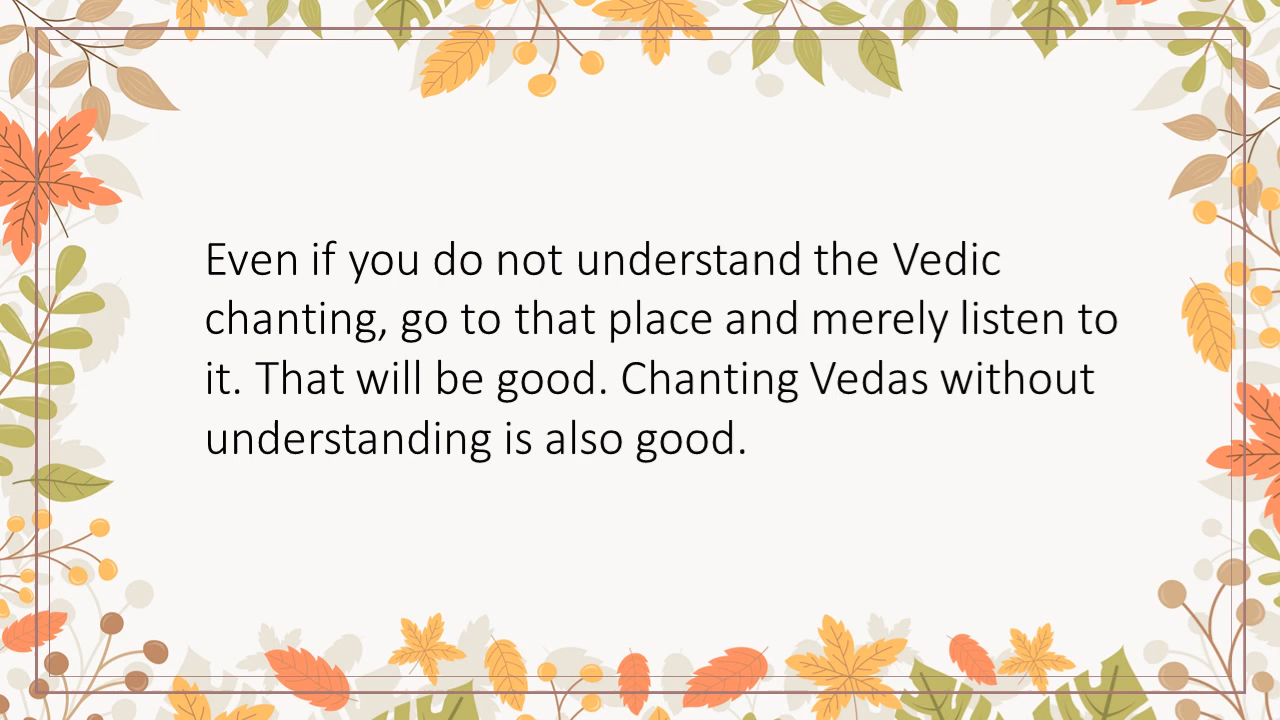 Even if you do not understand the Vedic
chanting, go to that place and merely listen to
it. That will be good. Chanting Vedas without
understanding is also good.